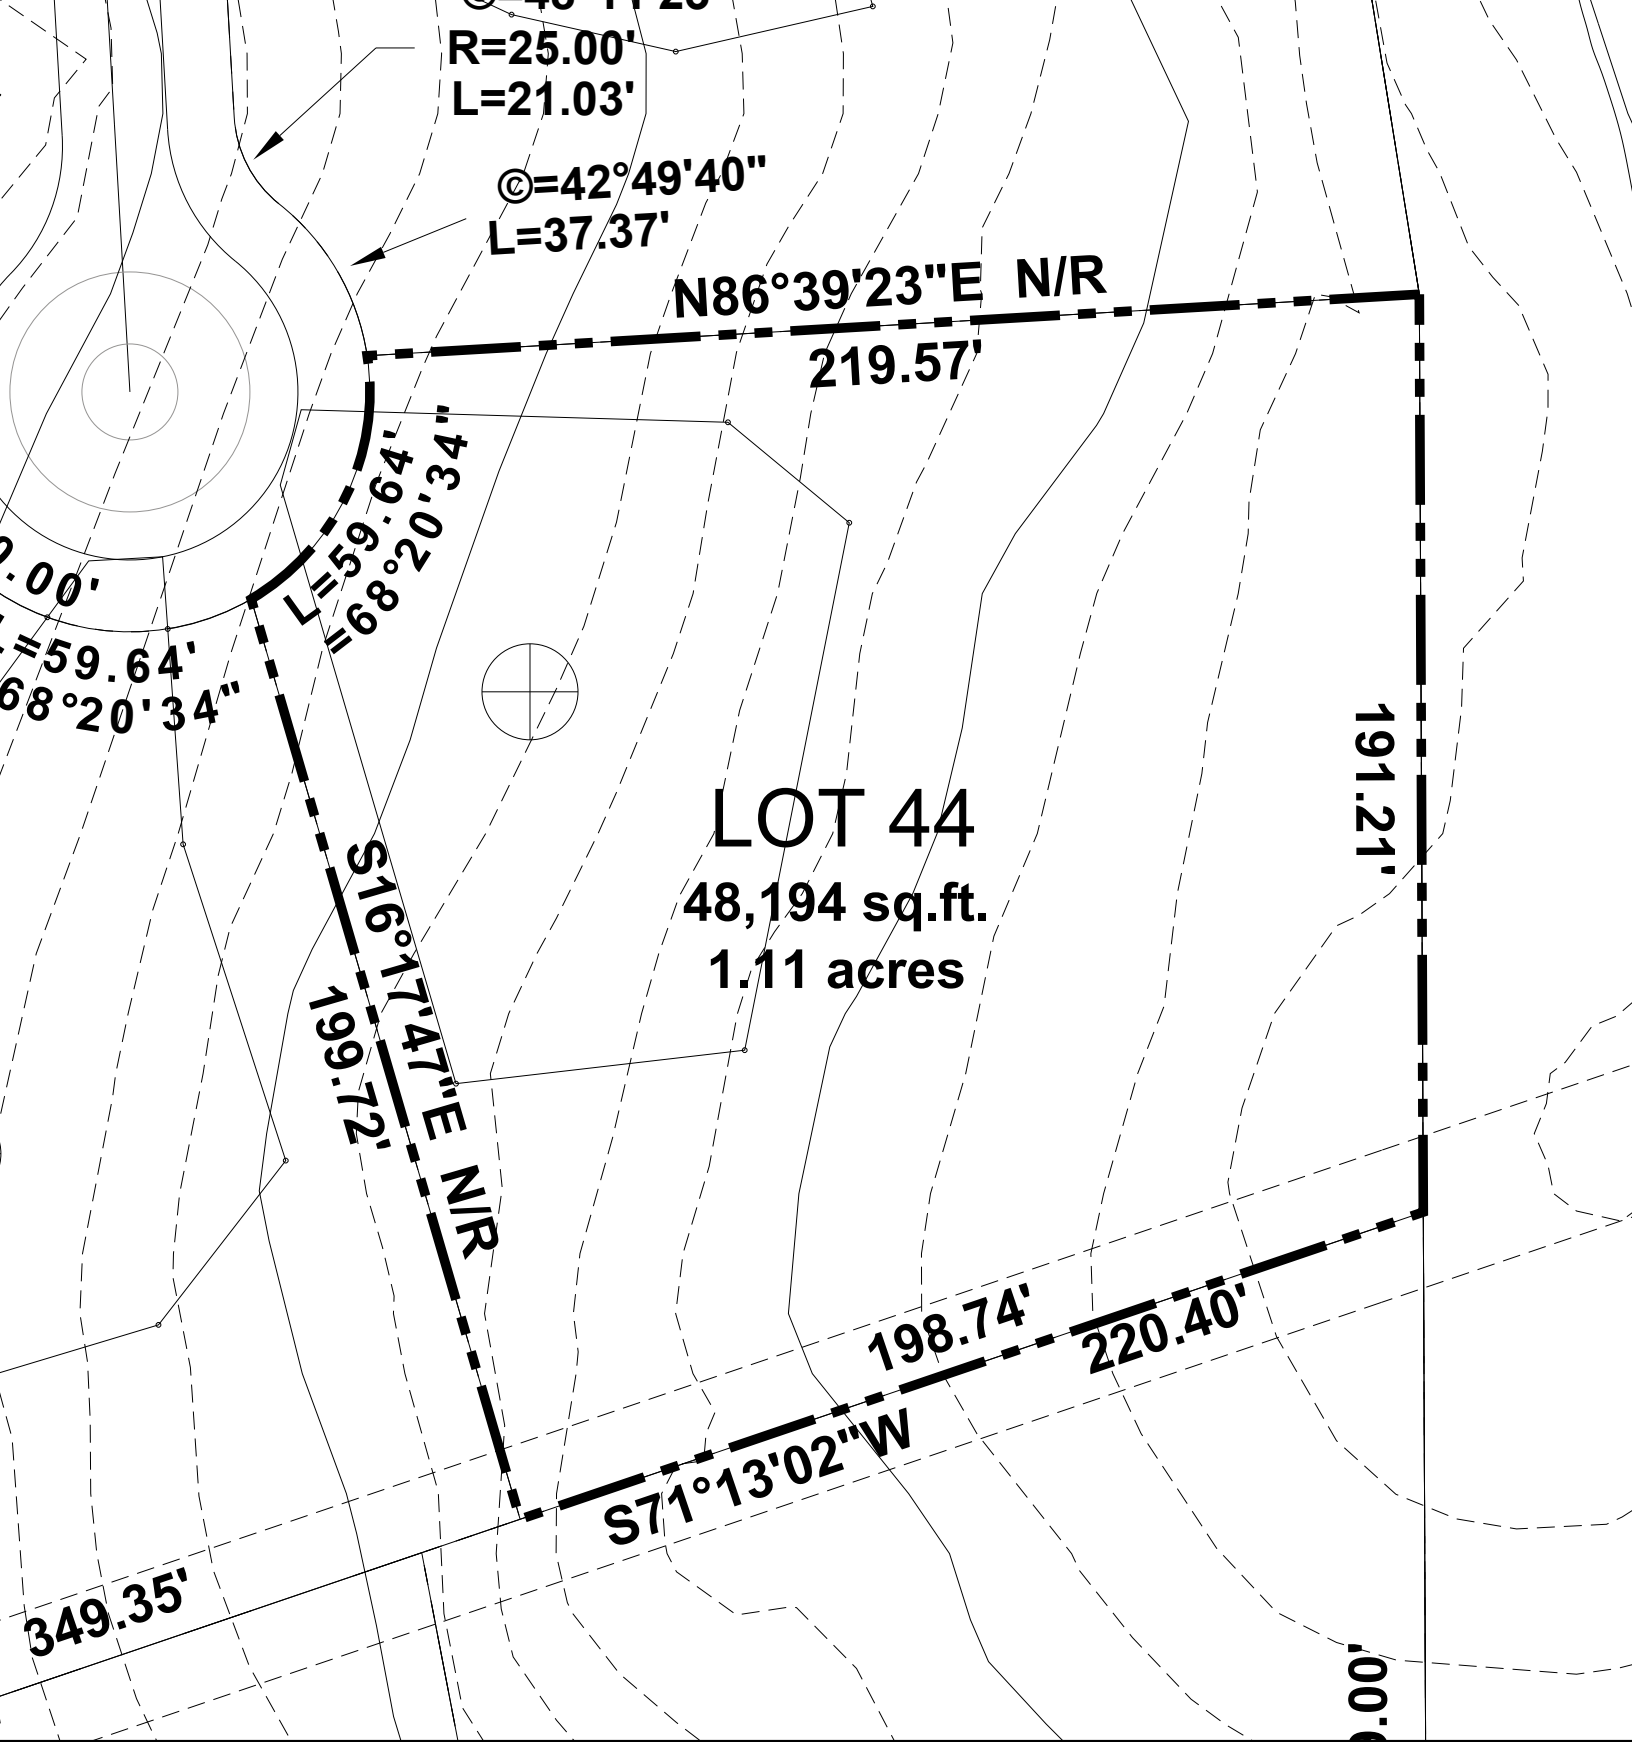 R=25.00'
L=21.03'
©=42°49'40"
L=37.37'
N86°39'23"E N/R
219.57'
L=59.64'
=68°20'34"
L=59.64'
68°20'34"
191.21'
LOT 44
48,194 sq.ft.
1.11 acres
S16°17'47"E N/R
199.72'
198.74'
220.40'
S71°13'02"W
349.35'